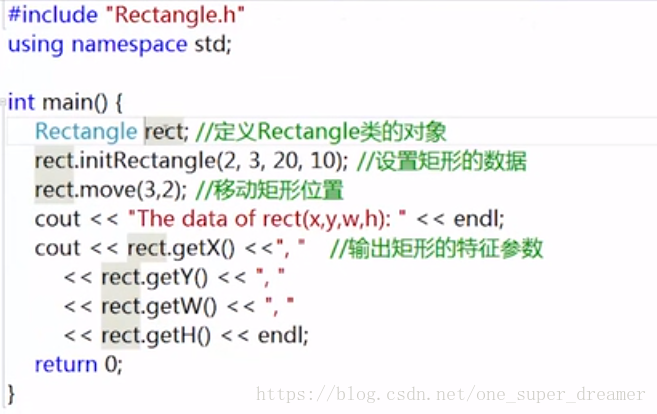 #include "Rectangle.h"
using namespace std;
int main() {
Rectangle rect; //定义Rectangle类的对象
rect.initRectangle(2, 3, 20, 10); //设置矩形的数据
rect.move(3,2); //移动矩形位置
cout << "The data of rect(x,y,w,h): " << endl;
cout << rect.getX() <<", " //输出矩形的特征参数
<< rect.getY() << ", "
<< rect.getW() << ", "
<< rect.getH() << endl;
return 0;
}
https://blog.csdn.net/one_super_dreamer